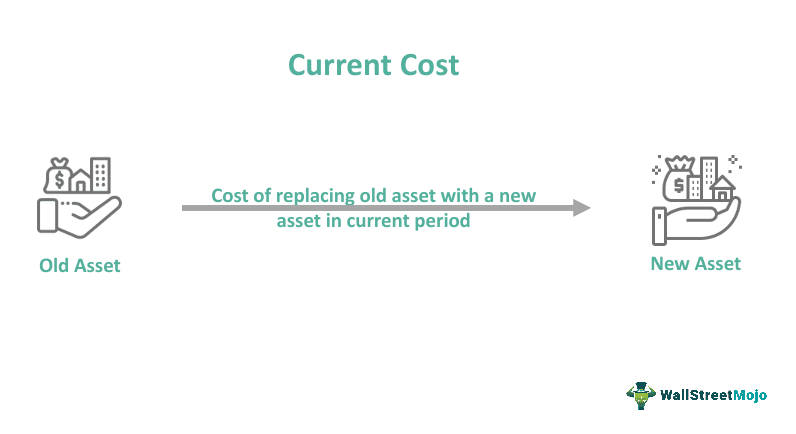 Current Cost
Cost of replacing old asset with a new
asset in current period
$
$
Old Asset
New Asset
WallStreetMojo